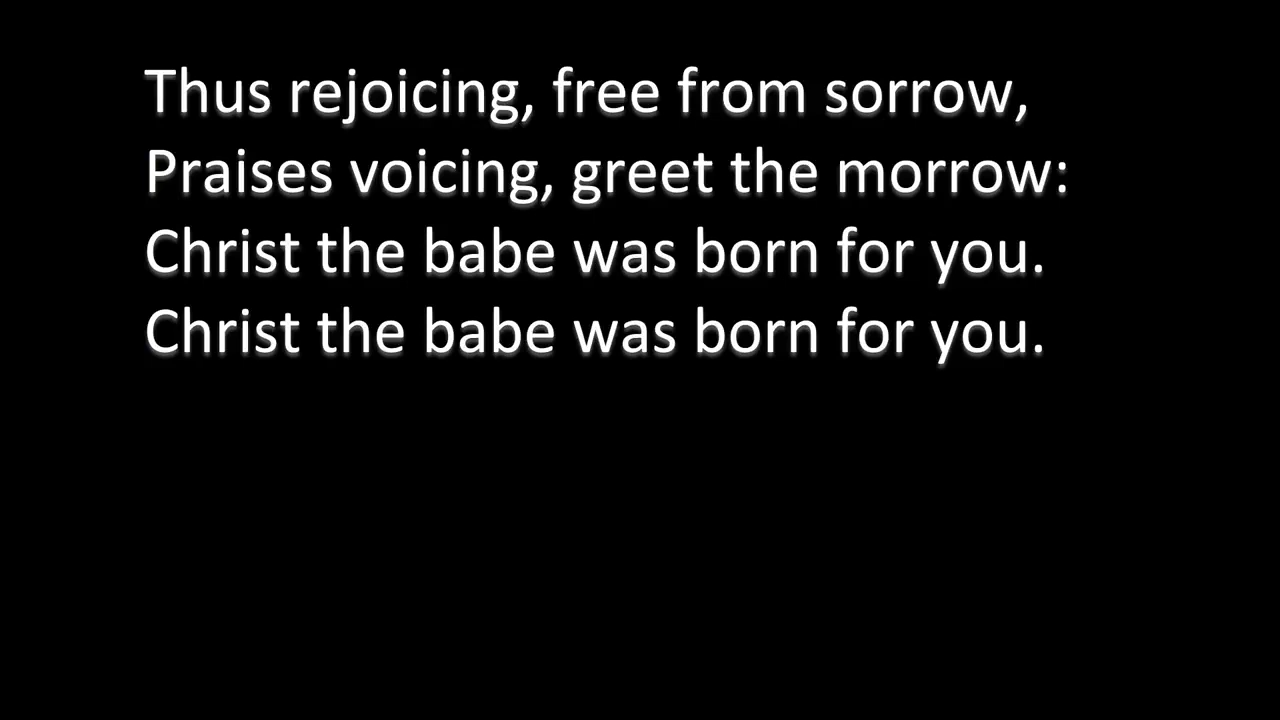 Thus rejoicing, free from sorrow,
Praises voicing, greet the morrow:
Christ the babe was born for you.
Christ the babe was born for you.